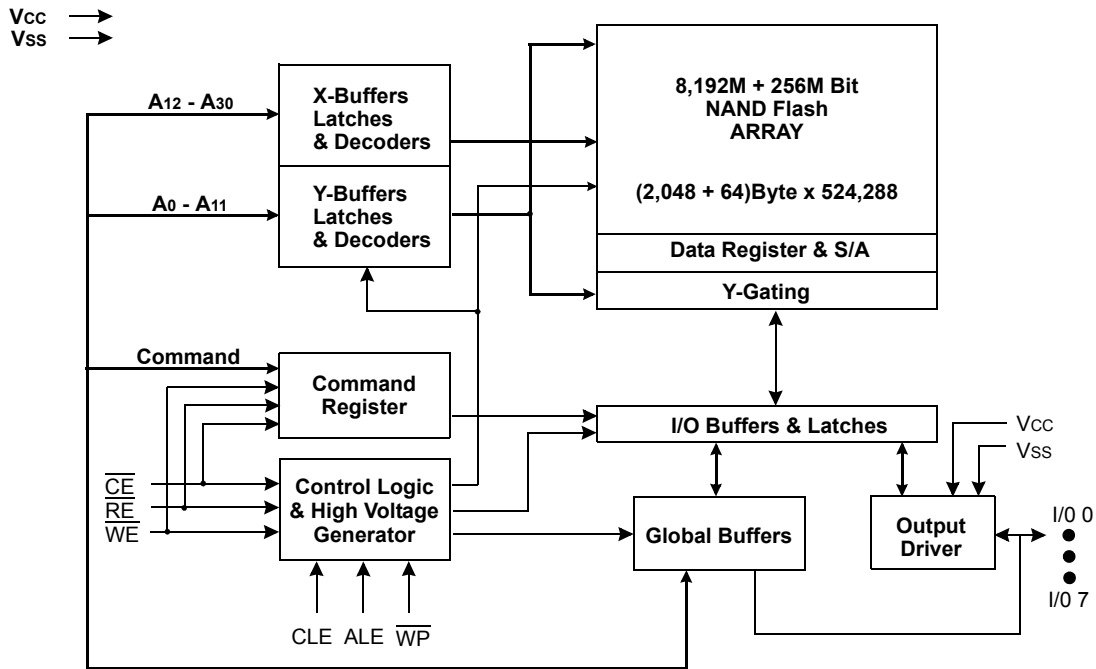 VCC
VSS
A12 - A30
X-Buffers
Latches
& Decoders
A0 - A11
Y-Buffers
Latches
& Decoders
8,192M + 256M Bit
NAND Flash
ARRAY
(2,048 + 64)Byte x 524,288
Data Register & S/A
Y-Gating
Command
Command
Register
I/O Buffers & Latches
VCC
VSS
CE
RE
WE
Control Logic
& High Voltage
Generator
Global Buffers
Output
Driver
I/0 0
I/0 7
CLE
ALE
WP